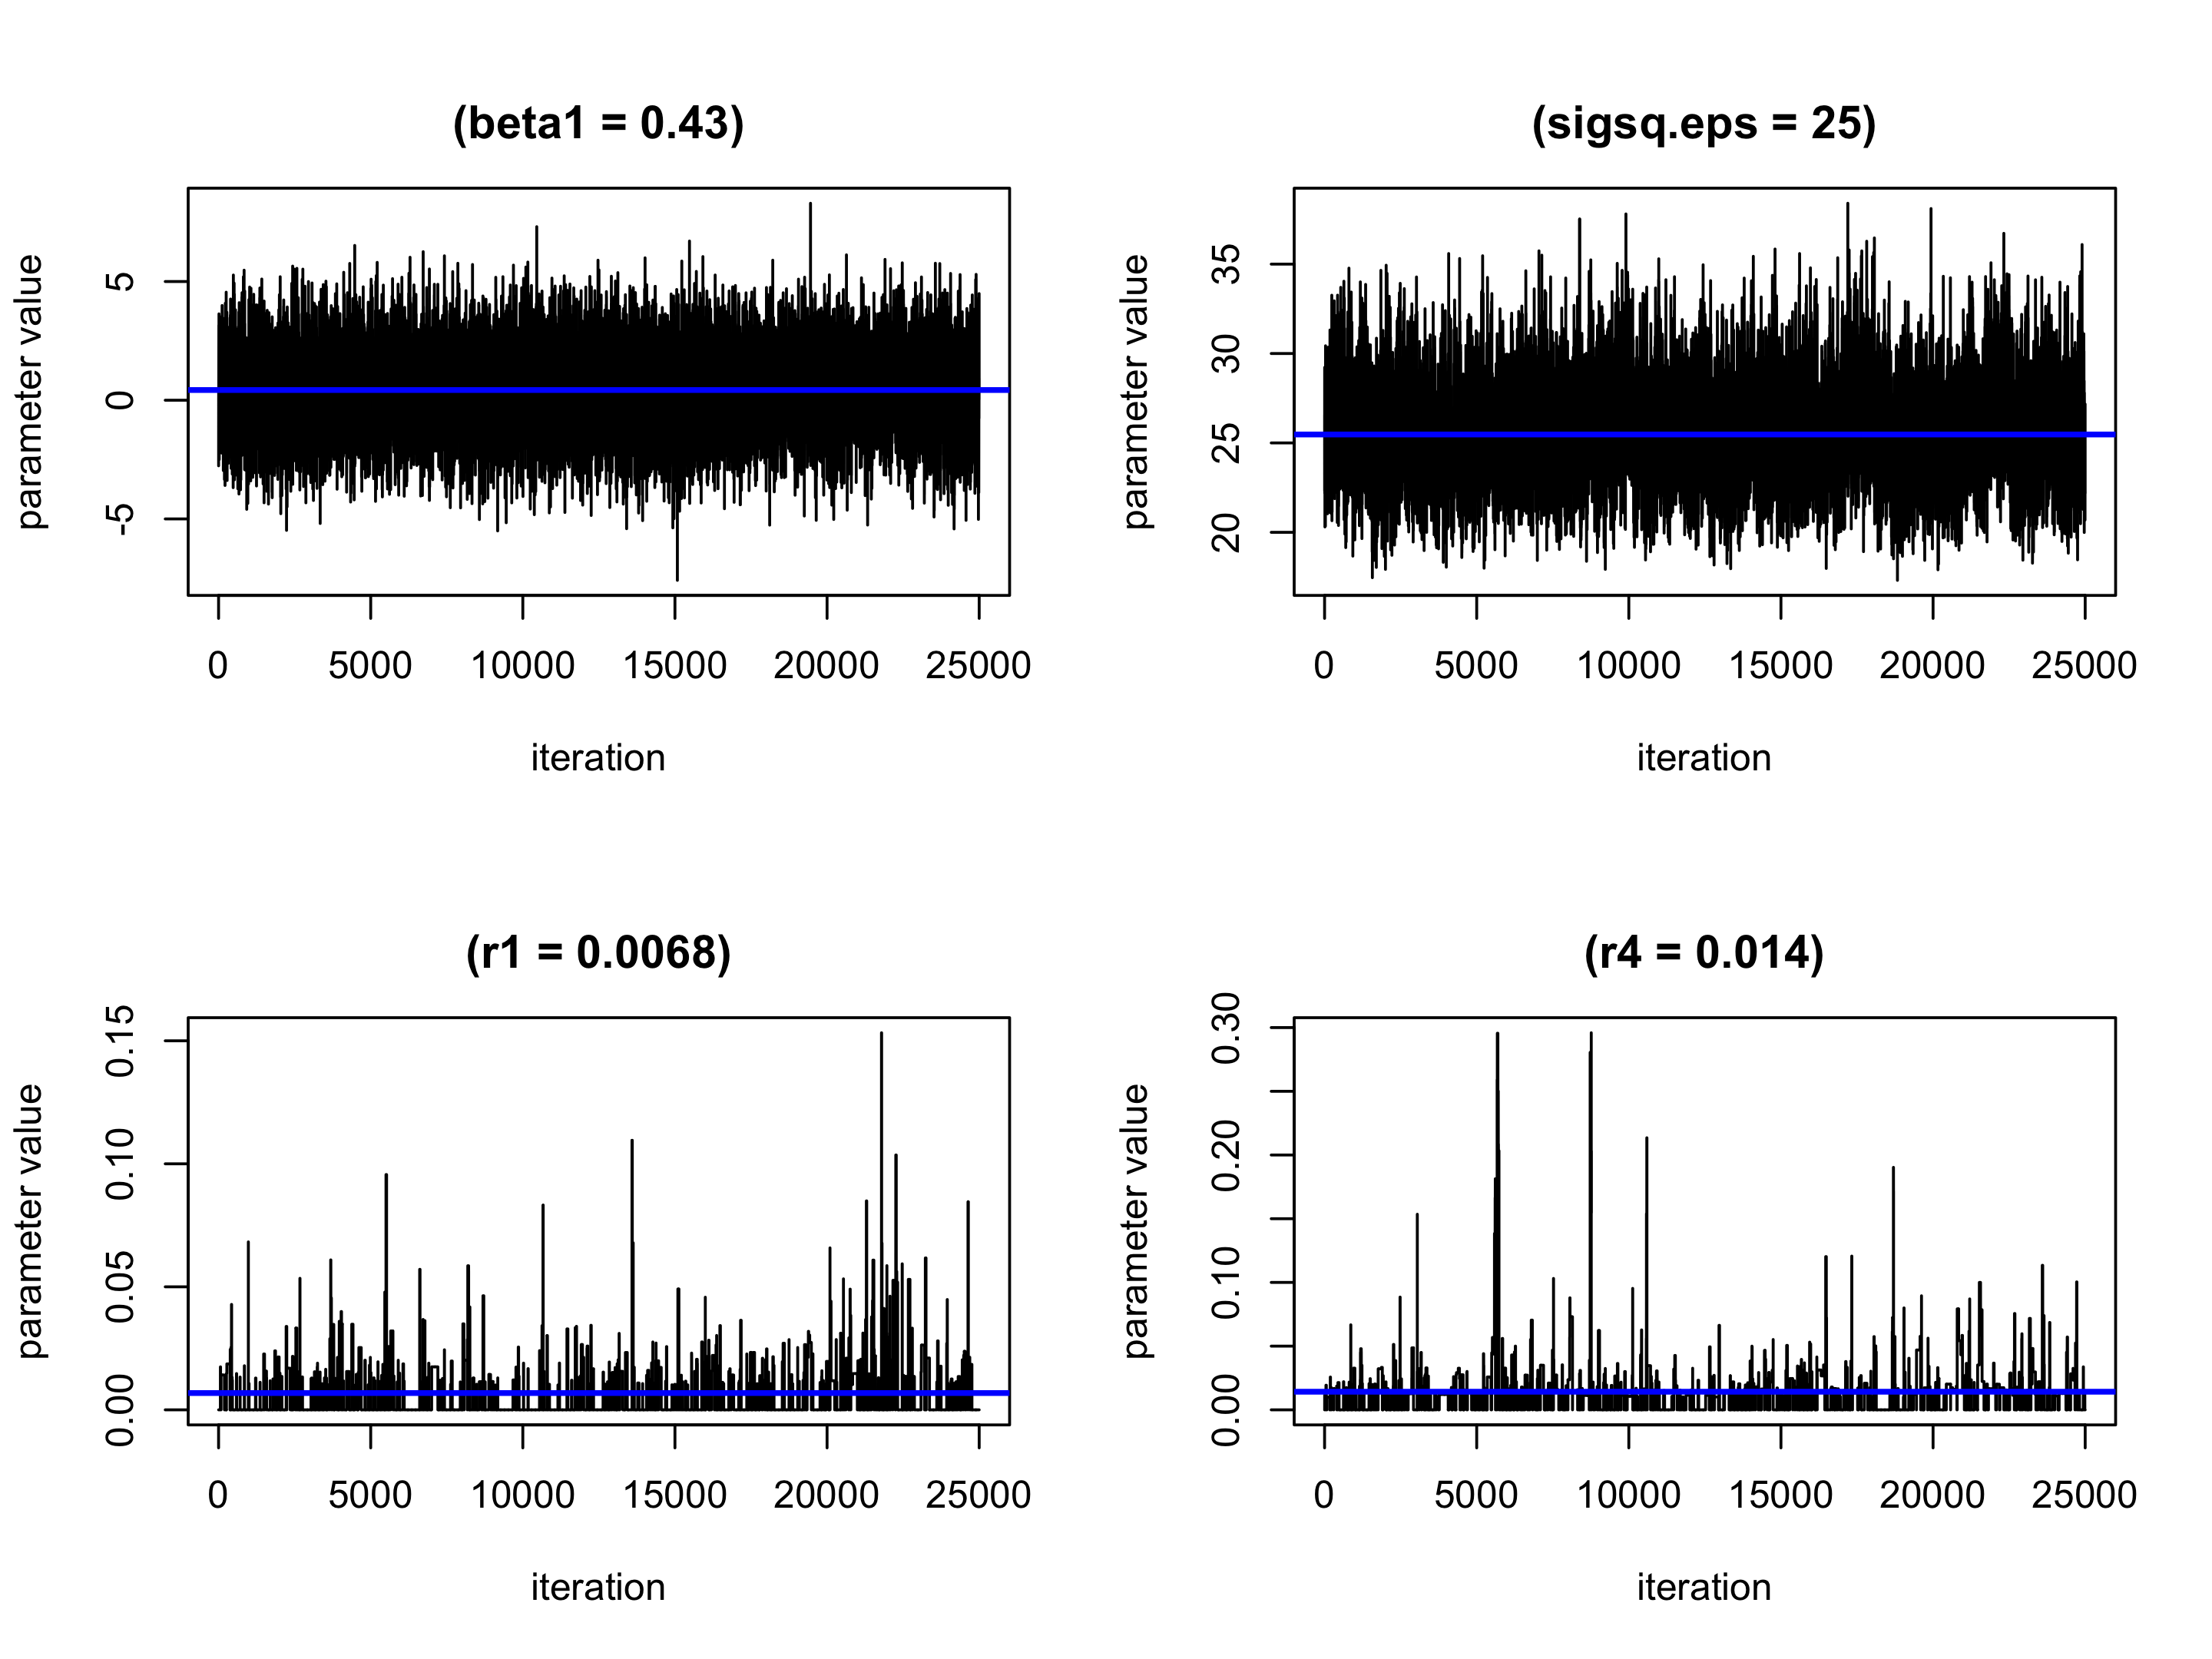 (beta1 = 0.43)
parameter value
5
0
-5
0 5000 10000 15000 20000 25000
iteration
(sigsq.eps = 25)
parameter value
35
30
25
20
0 5000 10000 15000 20000 25000
iteration
(r1 = 0.0068)
parameter value
0.15
0.10
0.05
0.00
0 5000 10000 15000 20000 25000
iteration
(r4 = 0.014)
parameter value
0.30
0.20
0.10
0.00
0 5000 10000 15000 20000 25000
iteration